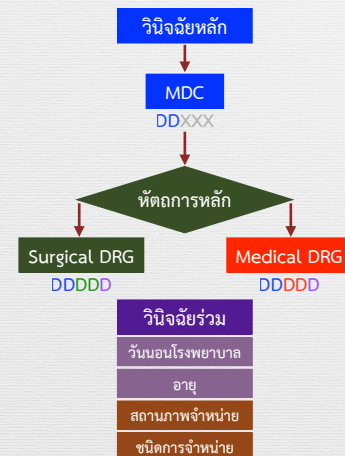 วินิจฉัยหลัก
MDC
DDXXX
หัตถการหลัก
Surgical DRG
Medical DRG
DDDDD
DDDDD
วินิจฉัยร่วม
วันนอนโรงพยาบาล
อายุ
สถานภาพจำหน่าย
ชนิดการจำหน่าย